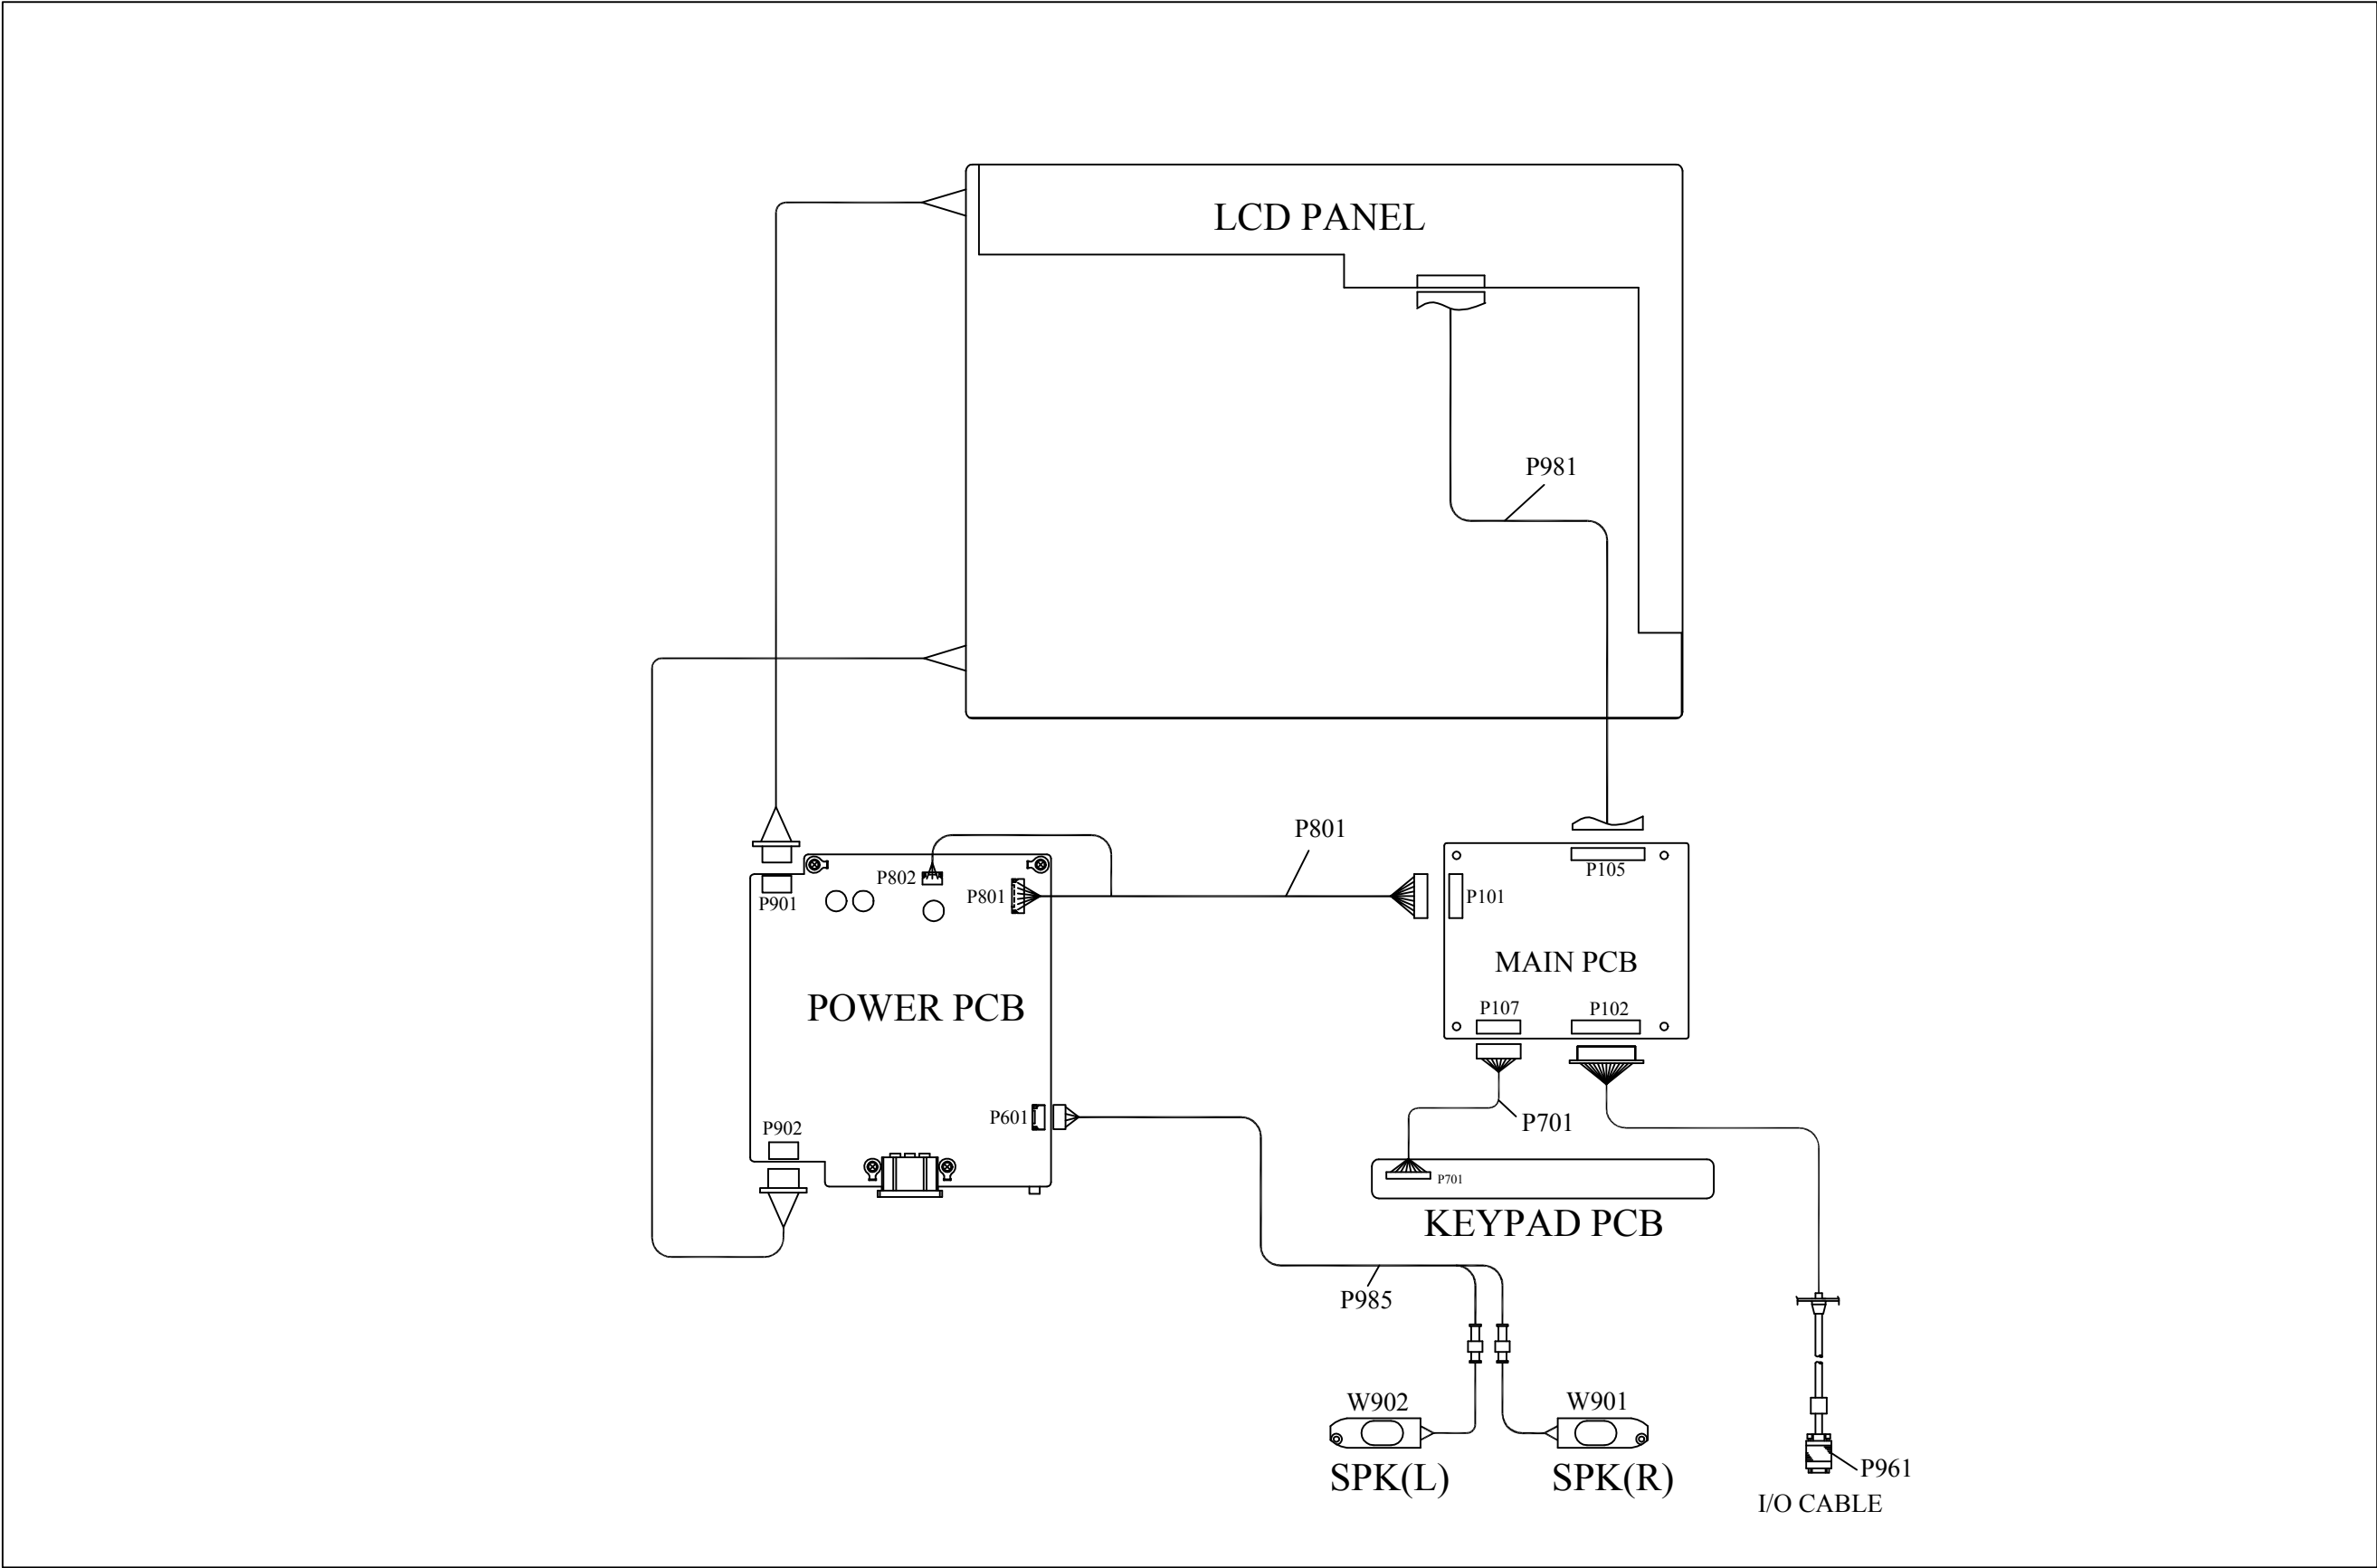 LCD PANEL
P981
P801
P802
P801
P901
P105
P101
MAIN PCB
POWER PCB
P107
P102
P601
P902
P701
P701
KEYPAD PCB
P985
W902
W901
SPK(L)
SPK(R)
P961
I/O CABLE